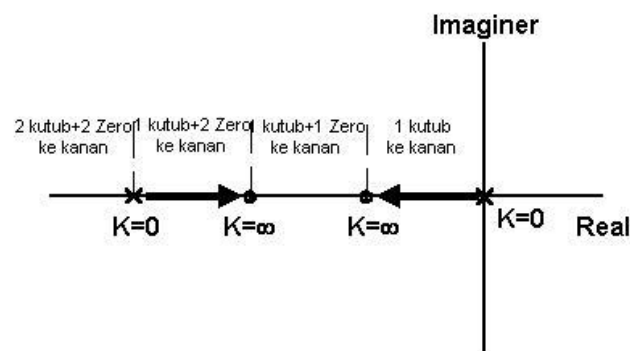 Imaginer
2 kutub+2 Zero
ke kanan
1 kutub+2 Zero
ke kanan
kutub+1 Zero
ke kanan
1 kutub
ke kanan
K=0
K=∞
K=∞
K=0
Real